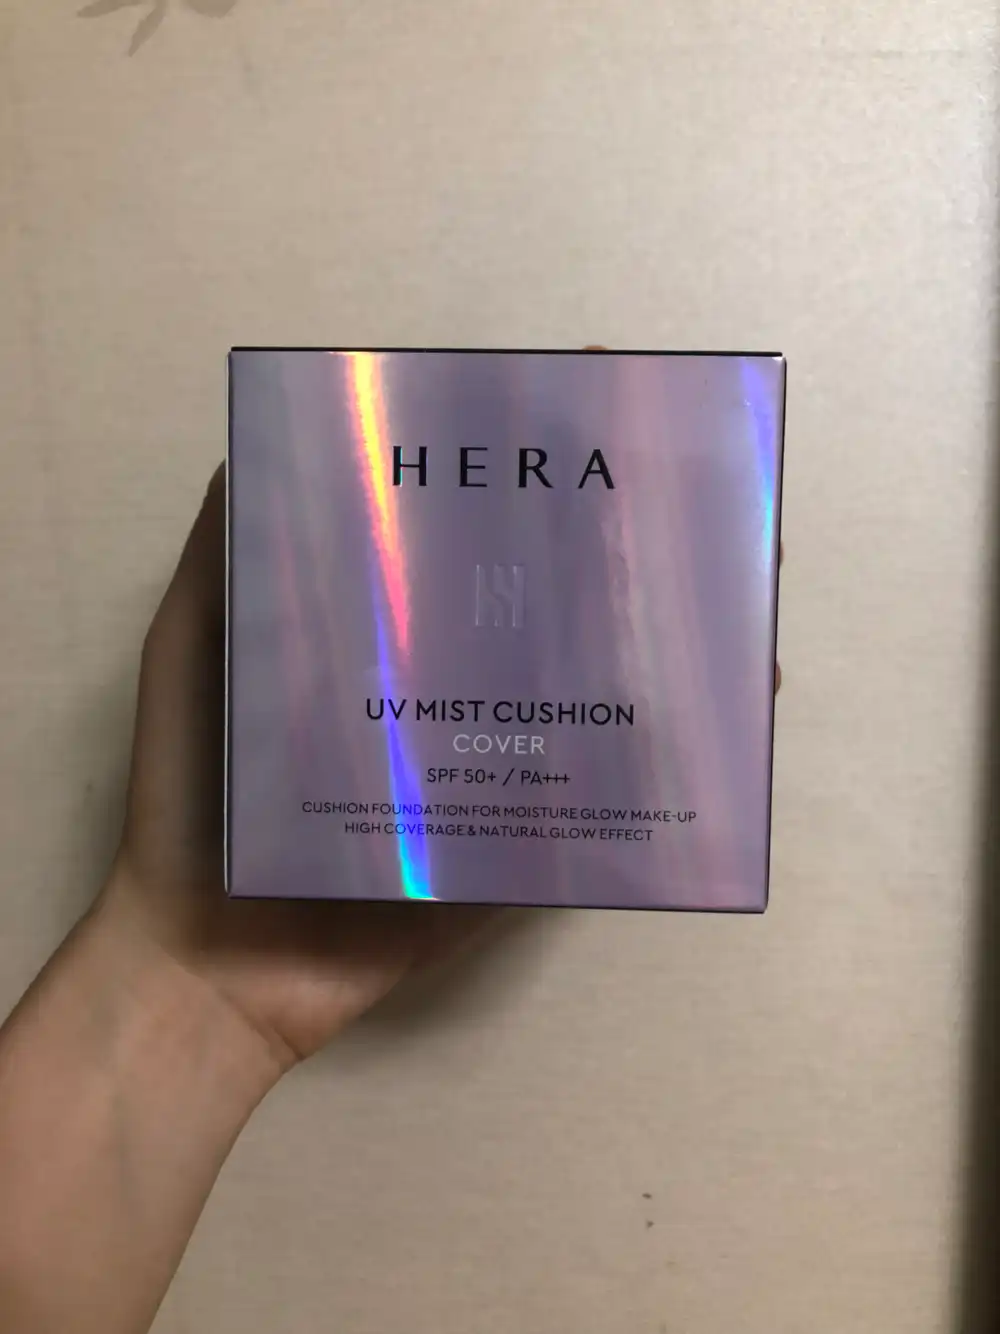 HERA
UV MIST CUSHION
COVER
SPF 50+ / PA+++
CUSHION FOUNDATION FOR MOISTURE GLOW MAKE-UP
HIGH COVERAGE & NATURAL GLOW EFFECT